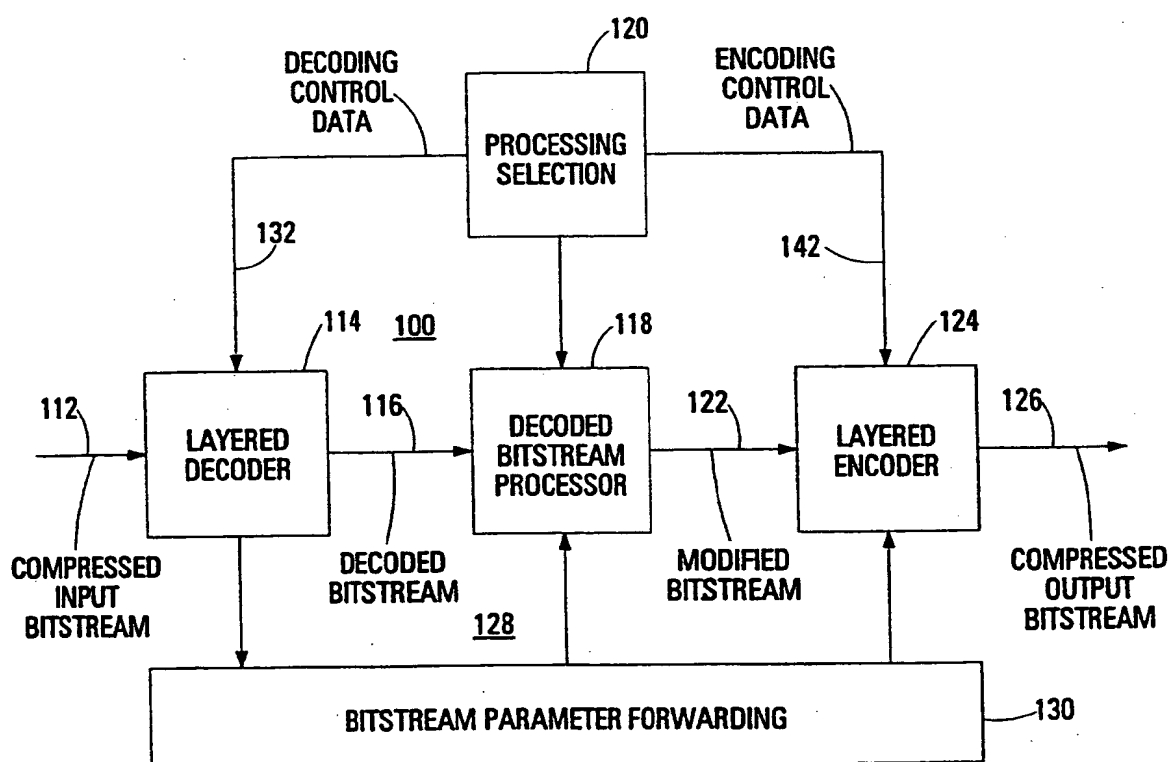 120
DECODING
CONTROL
DATA
ENCODING
CONTROL
DATA
PROCESSING
SELECTION
132
142
114
100
118
124
112
116
122
126
LAYERED
DECODER
DECODED
BITSTREAM
PROCESSOR
LAYERED
ENCODER
COMPRESSED
INPUT
BITSTREAM
DECODED
BITSTREAM
MODIFIED
BITSTREAM
COMPRESSED
OUTPUT
BITSTREAM
128
BITSTREAM PARAMETER FORWARDING
130